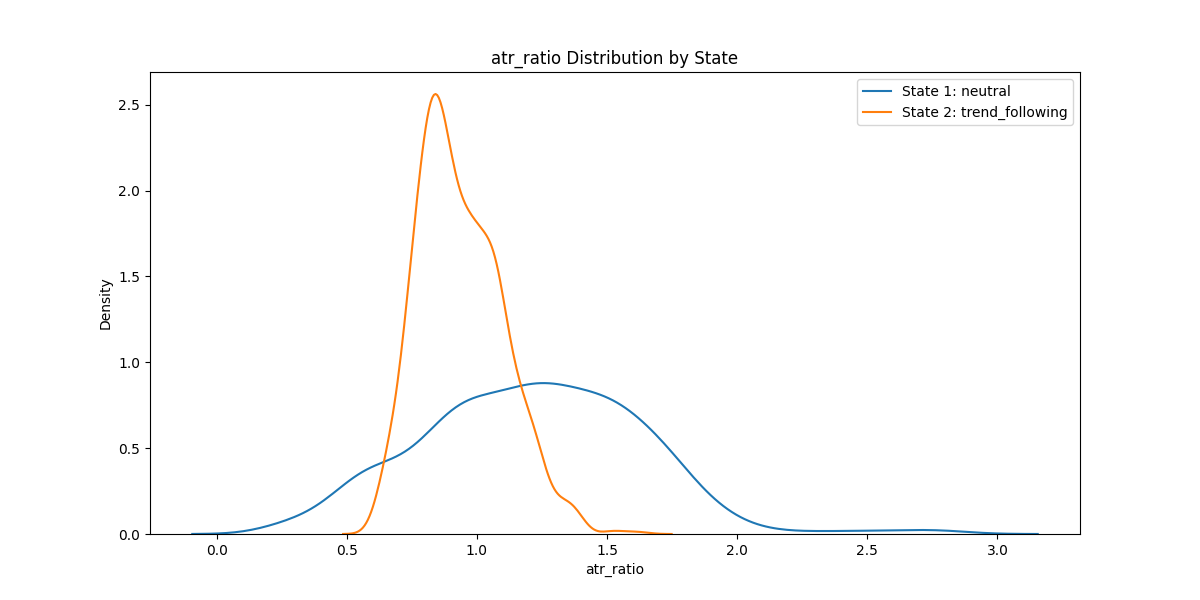 atr_ratio Distribution by State
State 1: neutral
State 2: trend_following
Density
2.5
2.0
1.5
1.0
0.5
0.0
0.0 0.5 1.0 1.5 2.0 2.5 3.0
atr_ratio